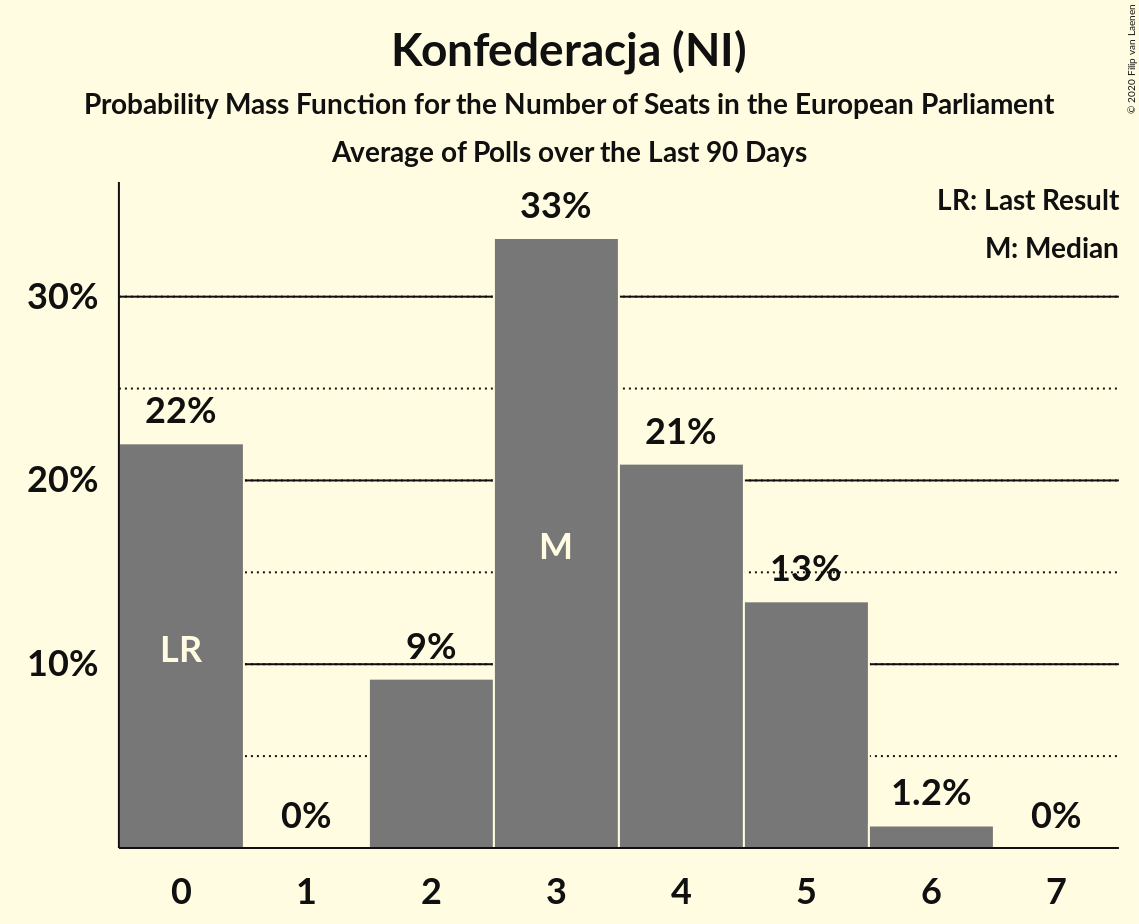 Konfederacja (NI)
Probability Mass Function for the Number of Seats in the European Parliament
Average of Polls over the Last 90 Days
© 2020 Filip van Laenen
LR: Last Result
M: Median
33%
30%
22%
21%
20%
13%
M
LR
9%
10%
1.2%
0%
0%
0 1 2 3 4 5 6 7